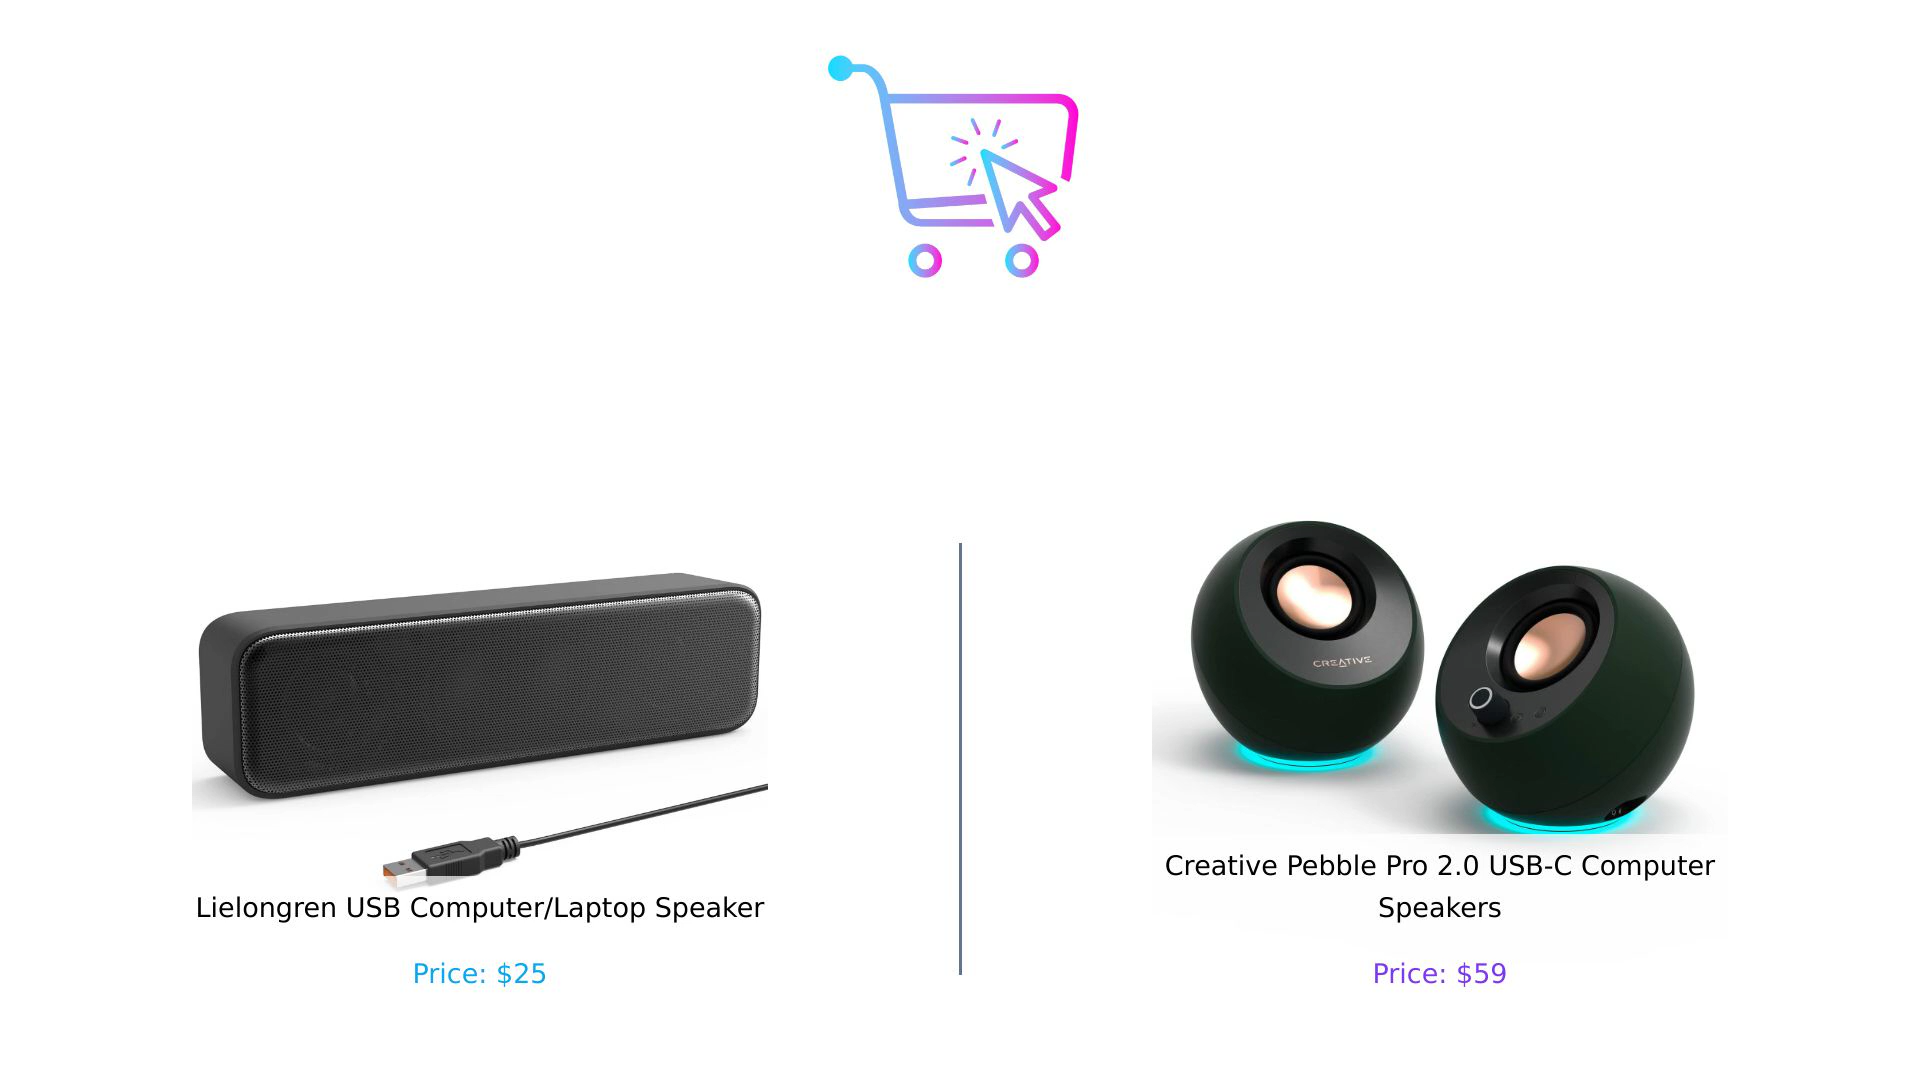 CREATIVE
Lielongren USB Computer/Laptop Speaker
Price: $25
Creative Pebble Pro 2.0 USB-C Computer
Speakers
Price: $59